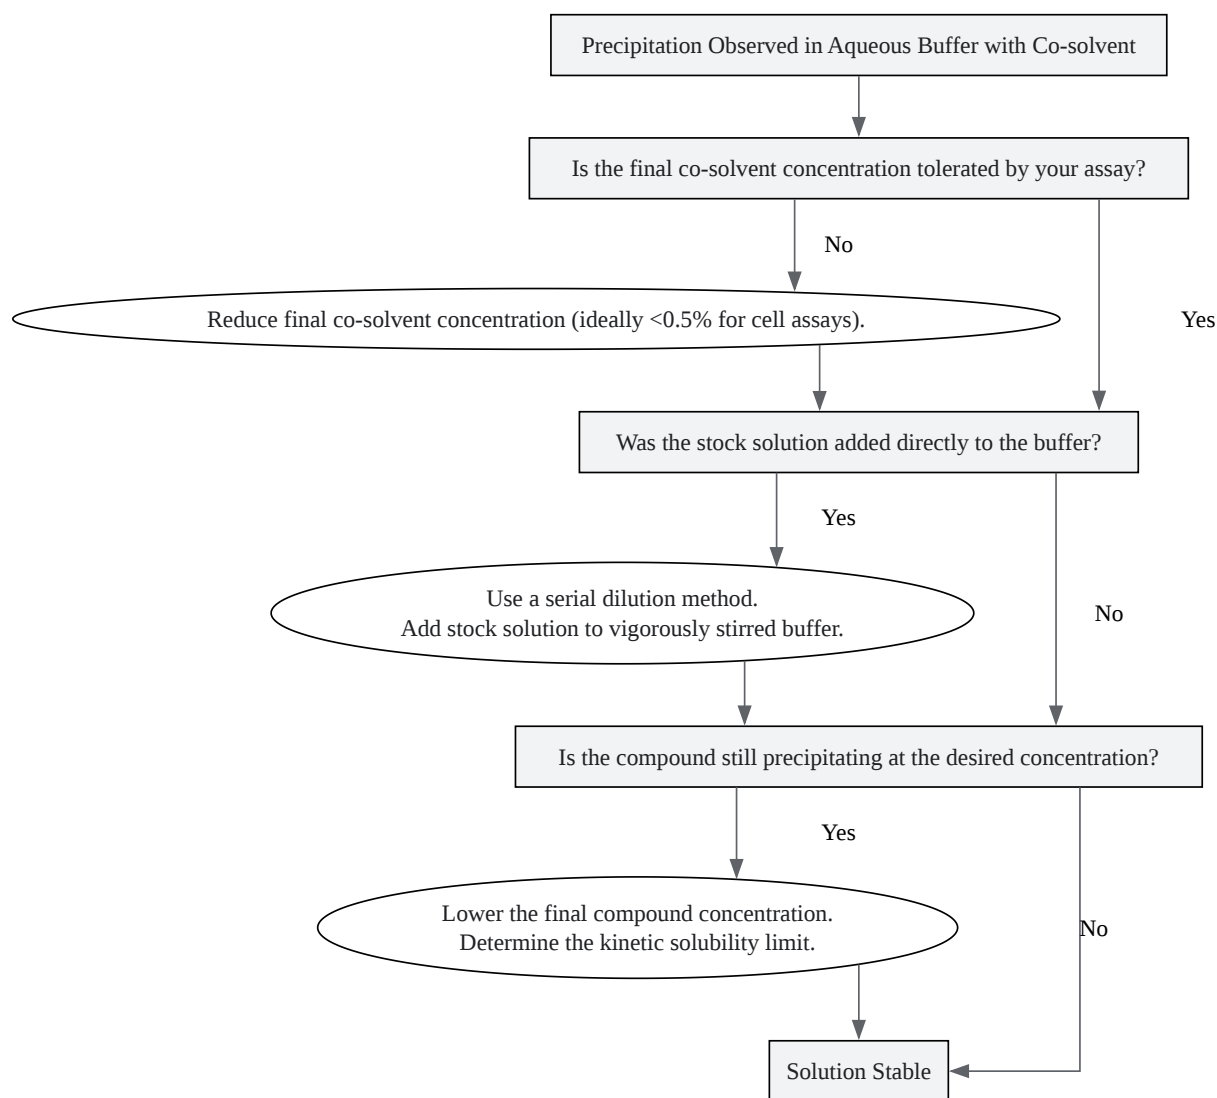 Precipitation Observed in Aqueous Buffer with Co-solvent
Is the final co-solvent concentration tolerated by your assay?
No
Reduce final co-solvent concentration (ideally <0.5% for cell assays).
Yes
Was the stock solution added directly to the buffer?
Yes
Use a serial dilution method.
Add stock solution to vigorously stirred buffer.
No
Is the compound still precipitating at the desired concentration?
Yes
Lower the final compound concentration.
Determine the kinetic solubility limit.
No
Solution Stable